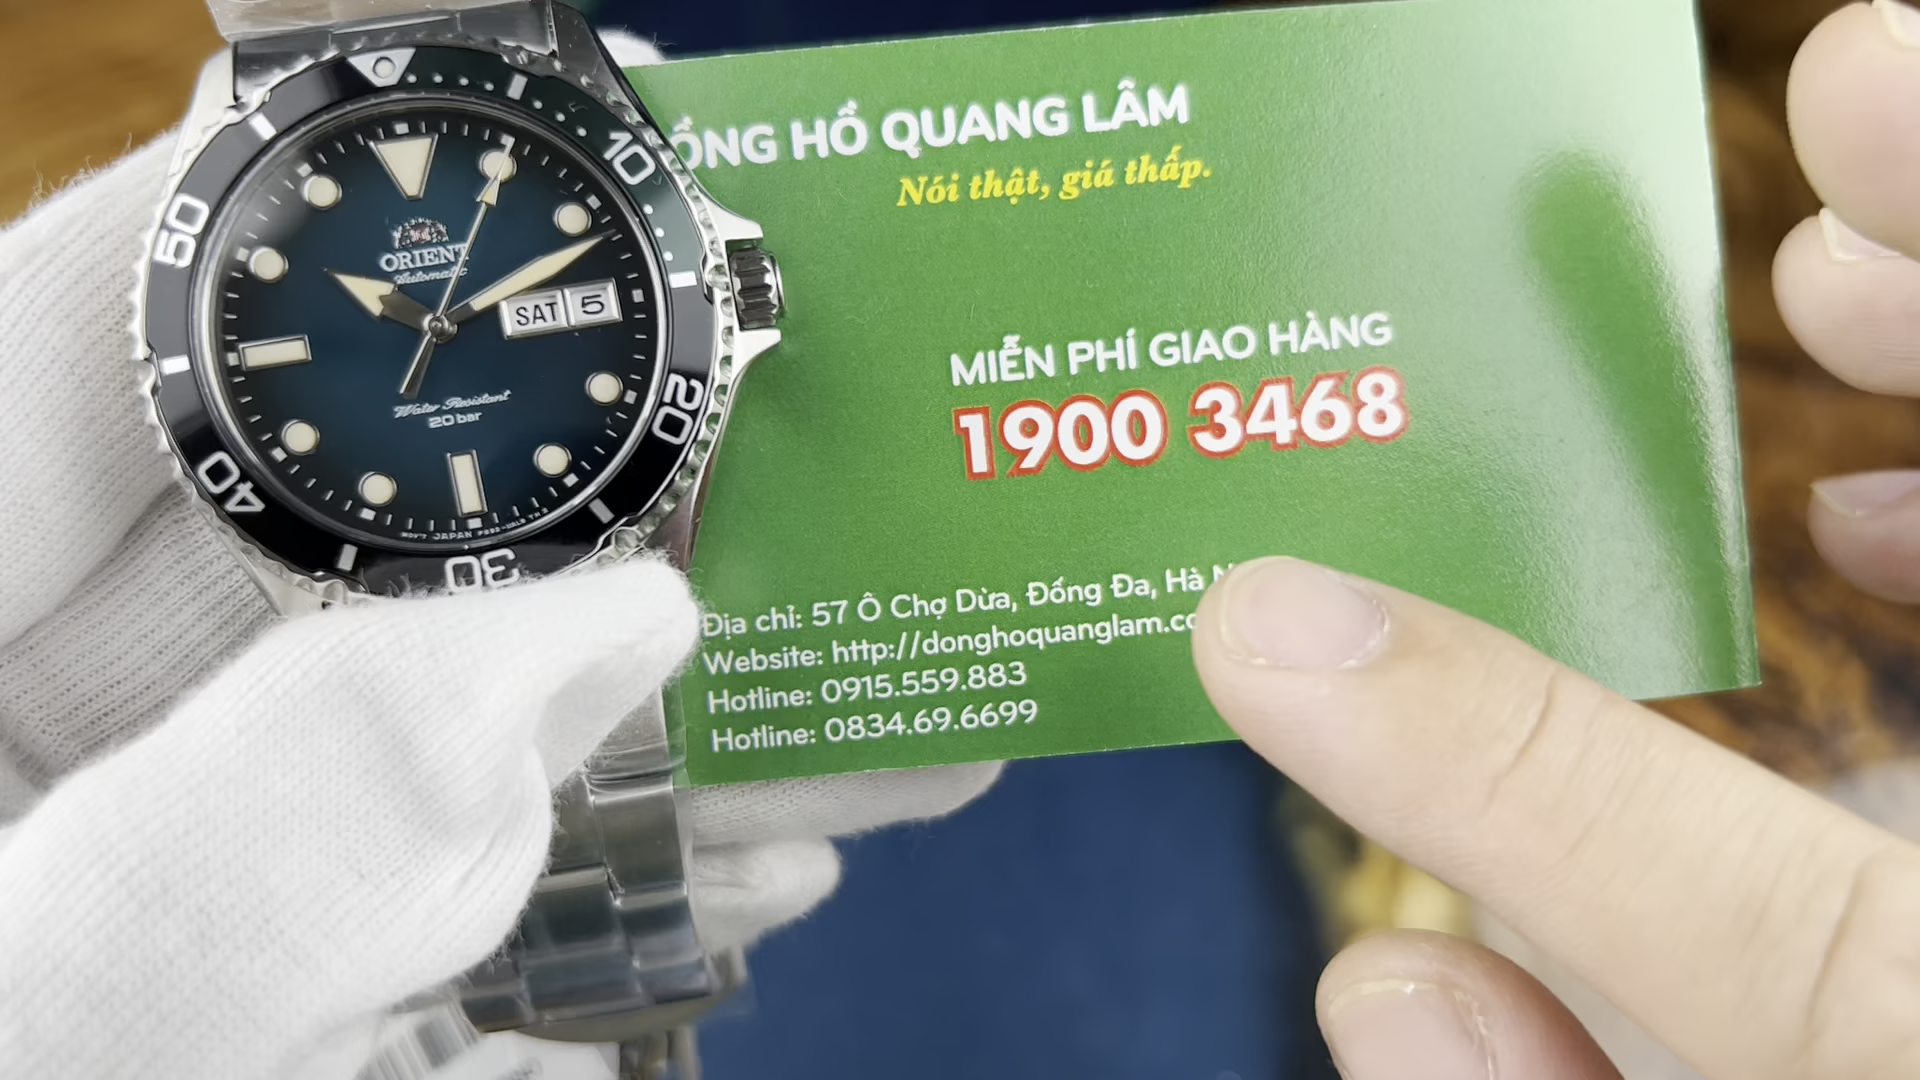 ỒNG HỒ QUANG LÂM
Nói thật, giá thấp.
MIỄN PHÍ GIAO HÀNG
1900 3468
Địa chỉ: 57 Ô Chợ Dừa, Đống Đa, Hà N
Website: http://donghoquanglam.co
Hotline: 0915.559.883
Hotline: 0834.69.6699
10
20
30
40
50
ORIENT
Automatic
SAT 5
Water Resistant
20 bar
JAPAN